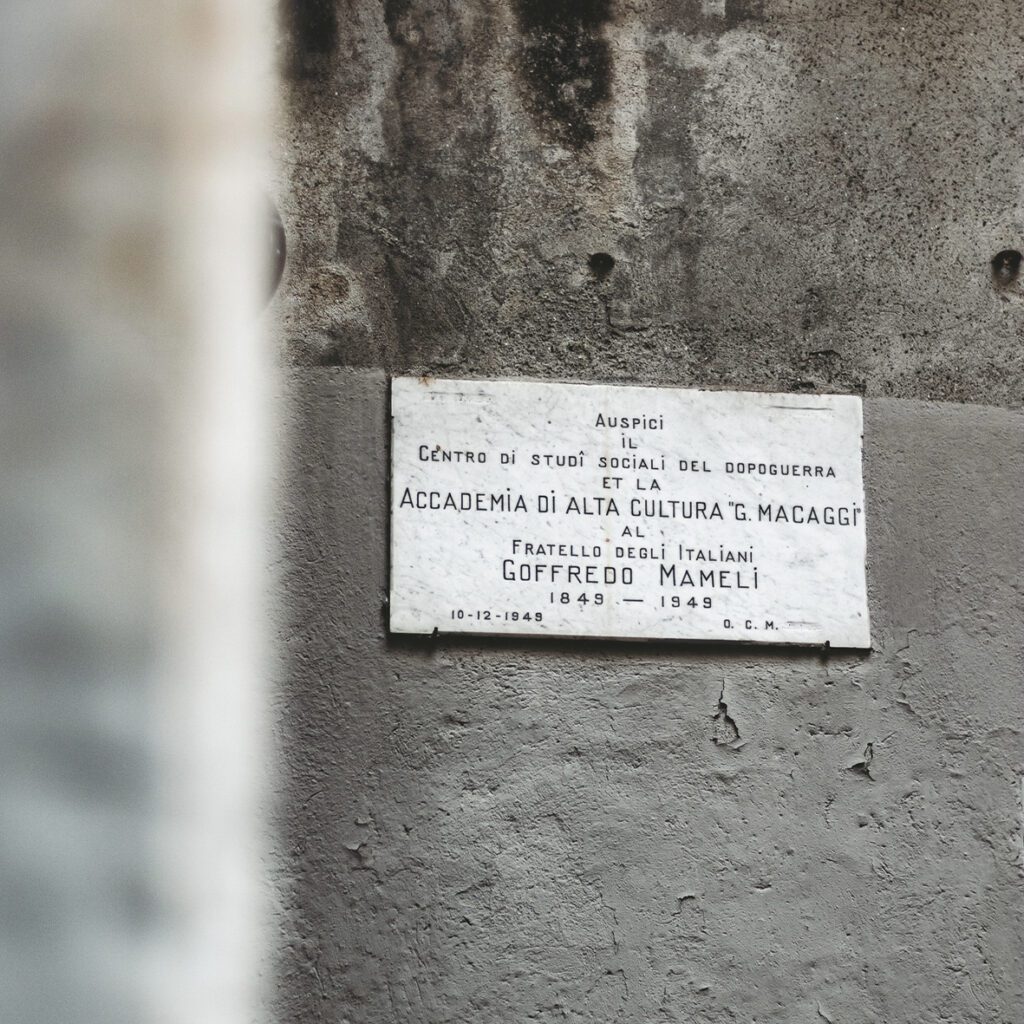 Auspici
il
Centro di studî sociali del dopoguerra
et la
Accademia di alta cultura "G. Macaggi"
al
Fratello degli Italiani
Goffredo Mameli
1849 — 1949
10-12-1949 O. C. M.